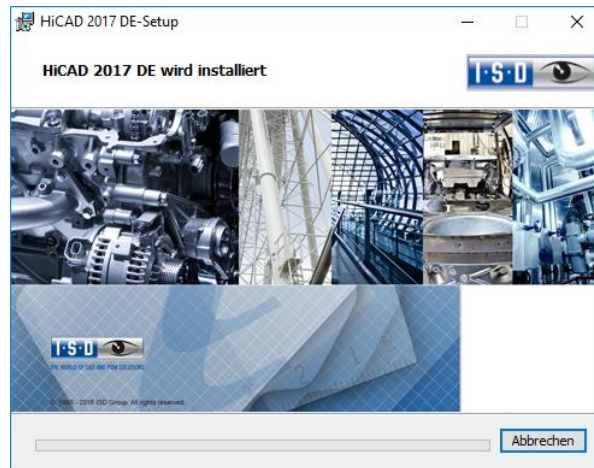 HiCAD 2017 DE-Setup
HiCAD 2017 DE wird installiert
I·S·D
I·S·D
THE WORLD OF CAD AND PDM SOLUTIONS
© 1985 - 2016 ISD Group. All rights reserved.
Abbrechen